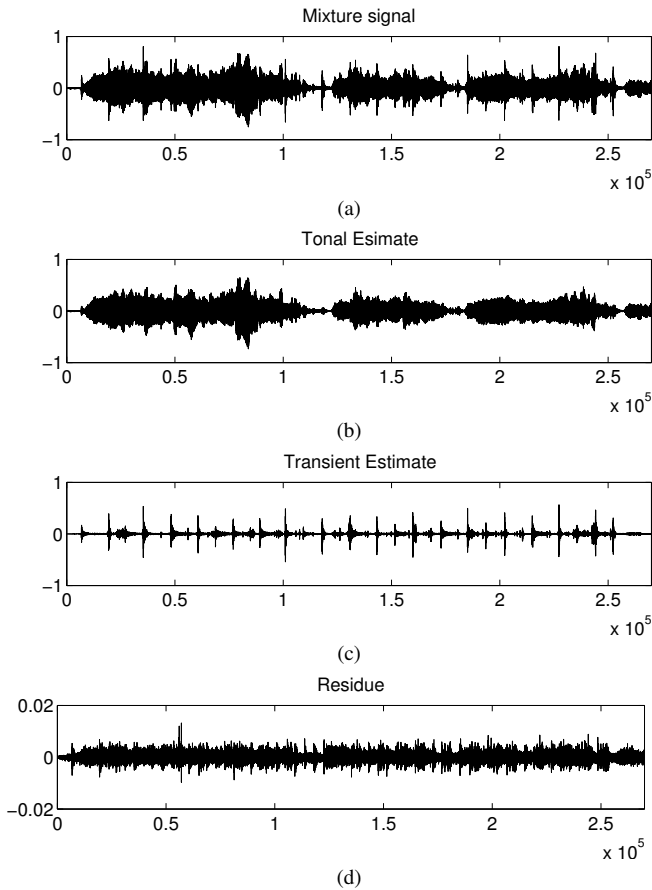 Mixture signal
1
0
−1
0 0.5 1 1.5 2 2.5
x 10^5
(a)
Tonal Esimate
1
0
−1
0 0.5 1 1.5 2 2.5
x 10^5
(b)
Transient Estimate
1
0
−1
0 0.5 1 1.5 2 2.5
x 10^5
(c)
Residue
0.02
0
−0.02
0 0.5 1 1.5 2 2.5
x 10^5
(d)